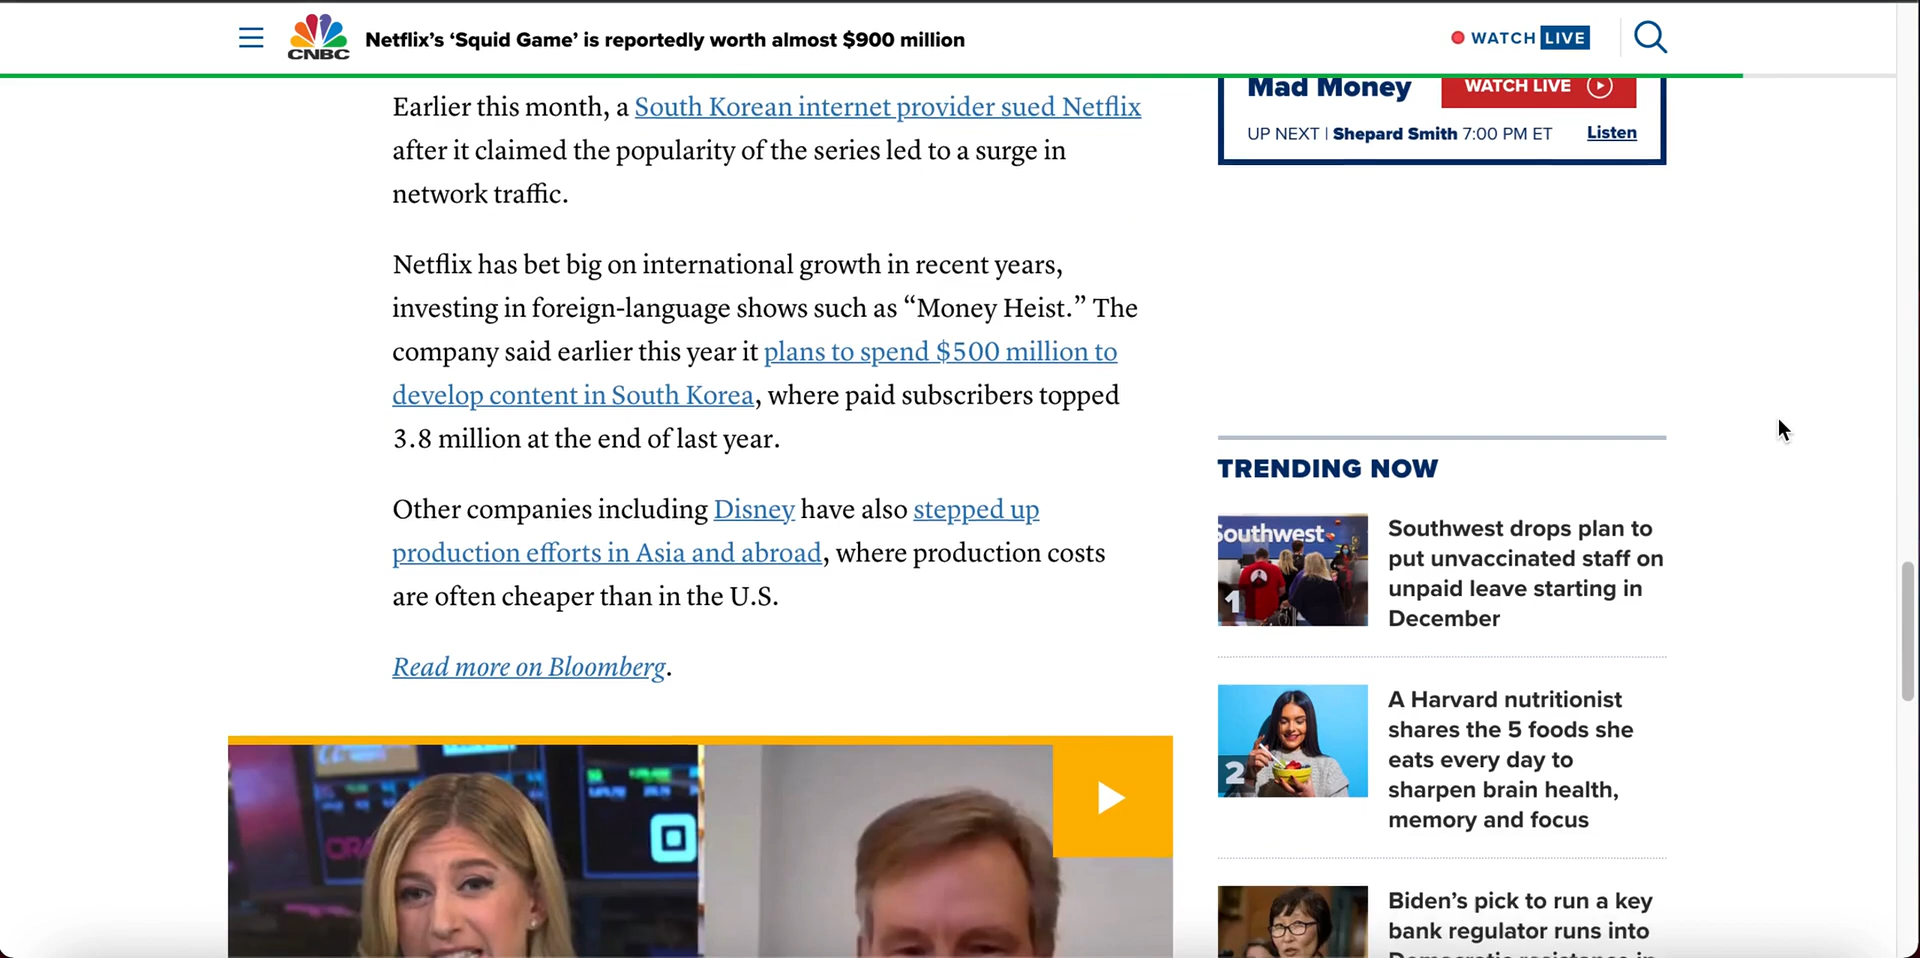 CNBC
Netflix’s ‘Squid Game’ is reportedly worth almost $900 million
WATCH LIVE
Earlier this month, a South Korean internet provider sued Netflix
after it claimed the popularity of the series led to a surge in
network traffic.
Netflix has bet big on international growth in recent years,
investing in foreign-language shows such as “Money Heist.” The
company said earlier this year it plans to spend $500 million to
develop content in South Korea, where paid subscribers topped
3.8 million at the end of last year.
Other companies including Disney have also stepped up
production efforts in Asia and abroad, where production costs
are often cheaper than in the U.S.
Read more on Bloomberg.
Mad Money
WATCH LIVE
UP NEXT | Shepard Smith 7:00 PM ET
Listen
TRENDING NOW
Southwest
1
Southwest drops plan to
put unvaccinated staff on
unpaid leave starting in
December
2
A Harvard nutritionist
shares the 5 foods she
eats every day to
sharpen brain health,
memory and focus
Biden’s pick to run a key
bank regulator runs into
Democratic resistance in